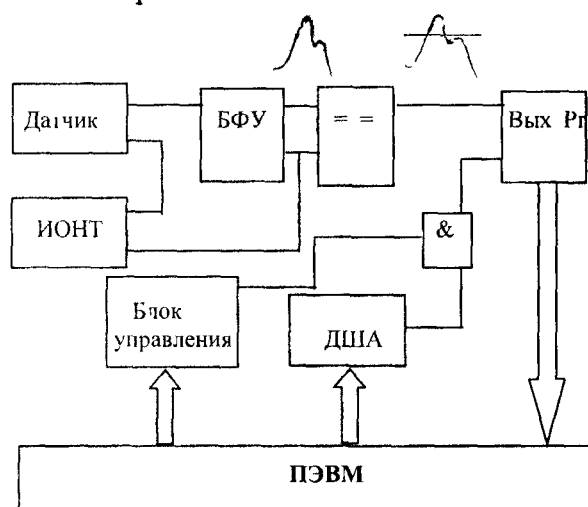 Датчик
БФУ
= =
Вых Рг
ИОНТ
&
Блок
управления
ДША
ПЭВМ